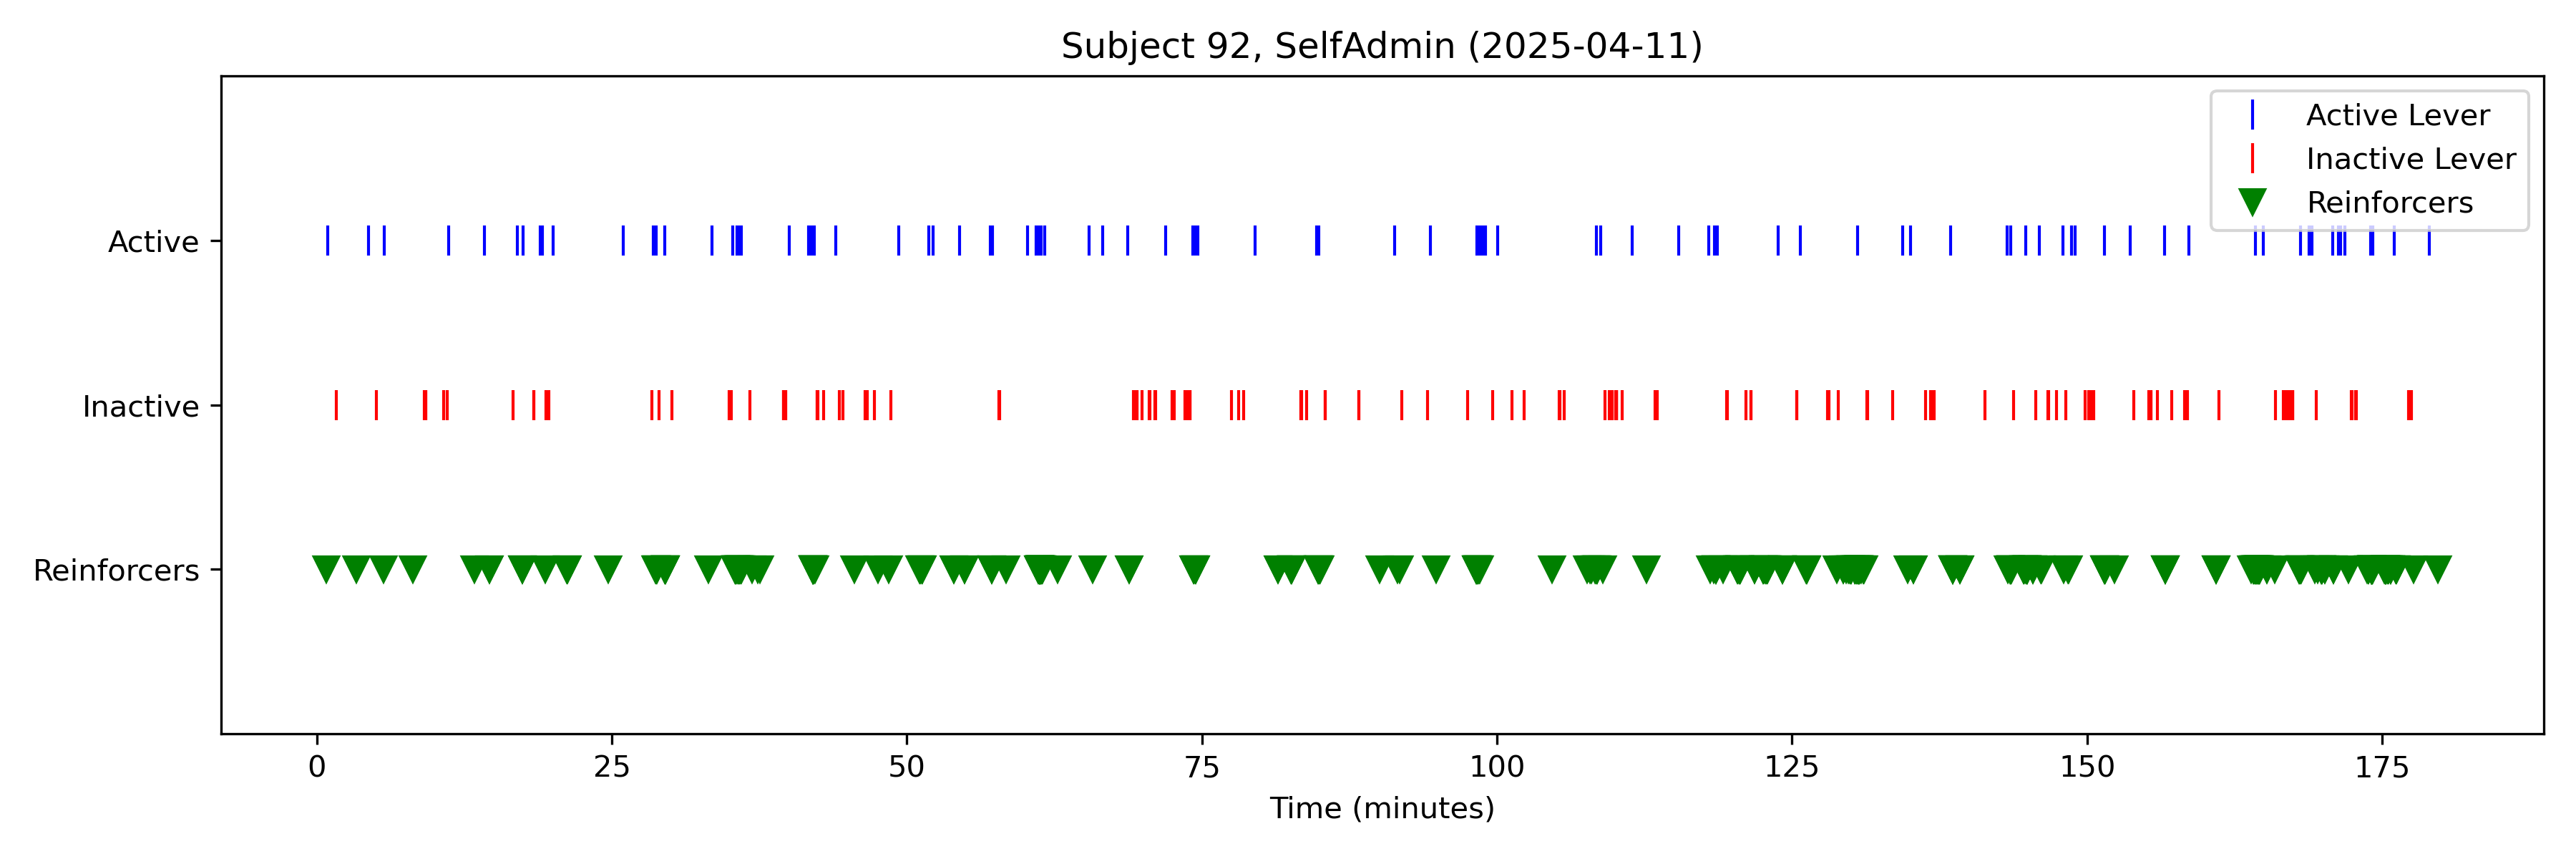 Subject 92, SelfAdmin (2025-04-11)
Active Lever
Inactive Lever
Reinforcers
Active
Inactive
Reinforcers
0 25 50 75 100 125 150 175
Time (minutes)